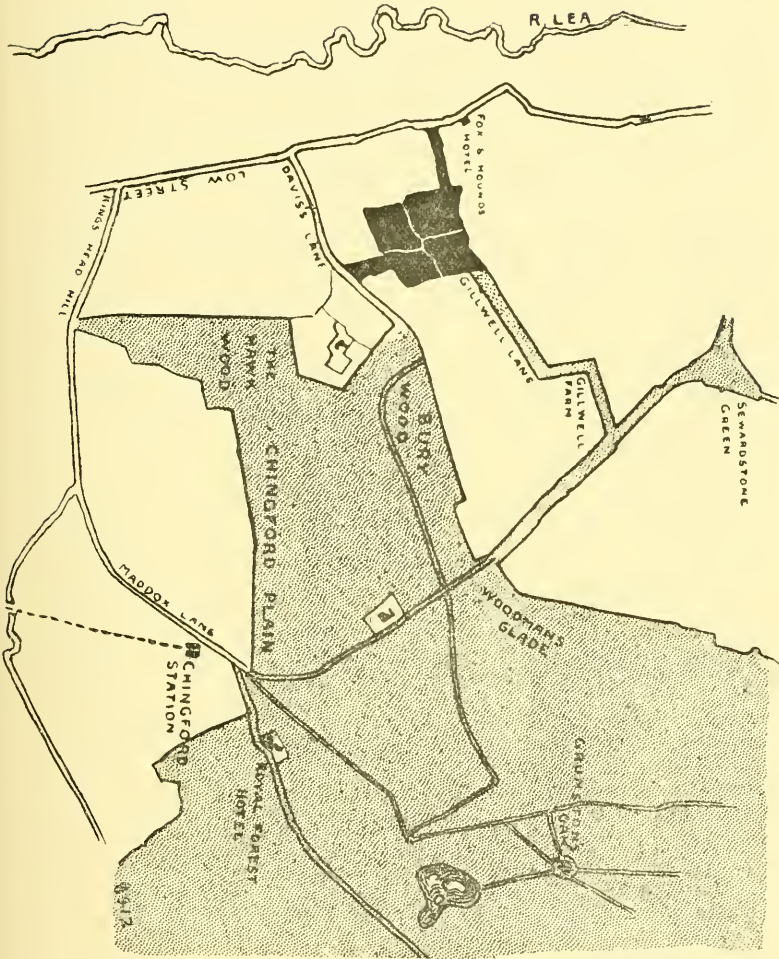 R. LEA
FOX & HOUNDS
HOTEL
LOW STREET
DAVIS'S LANE
KINGS HEAD HILL
GILLWELL LANE
GILLWELL
FARM
SEWARDSTONE
GREEN
THE
HAWK
WOOD
BURY
WOOD
CHINGFORD PLAIN
WOODMANS
GLADE
MADDOX LANE
CHINGFORD
STATION
ROYAL FOREST
HOTEL
OAK